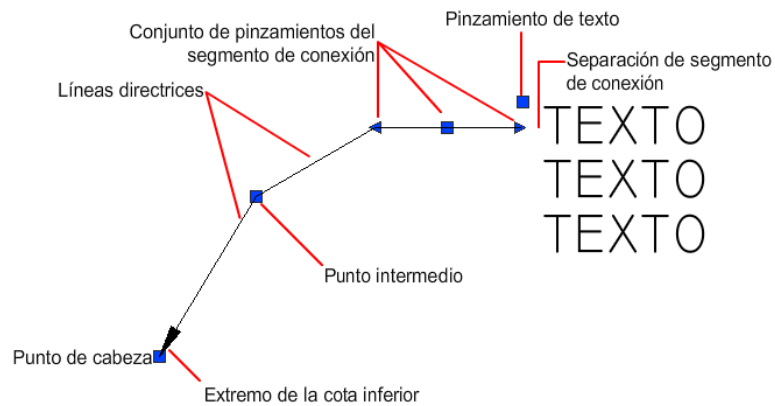 Pinzamiento de texto
Conjunto de pinzamientos del
segmento de conexión
Separación de segmento
de conexión
Líneas directrices
TEXTO
TEXTO
TEXTO
Punto intermedio
Punto de cabeza
Extremo de la cota inferior